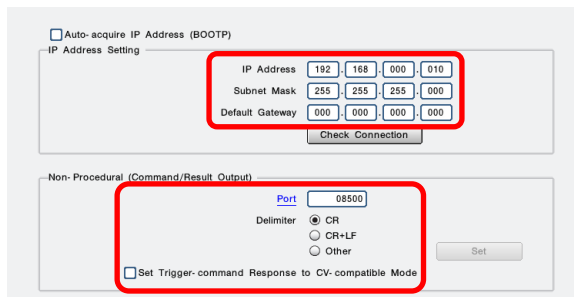 Auto- acquire IP Address (BOOTP)
IP Address Setting
IP Address 192 . 168 . 000 . 010
Subnet Mask 255 . 255 . 255 . 000
Default Gateway 000 . 000 . 000 . 000
Check Connection
Non- Procedural (Command/Result Output)
Port 08500
Delimiter CR
CR+LF
Other Set
Set Trigger- command Response to CV- compatible Mode